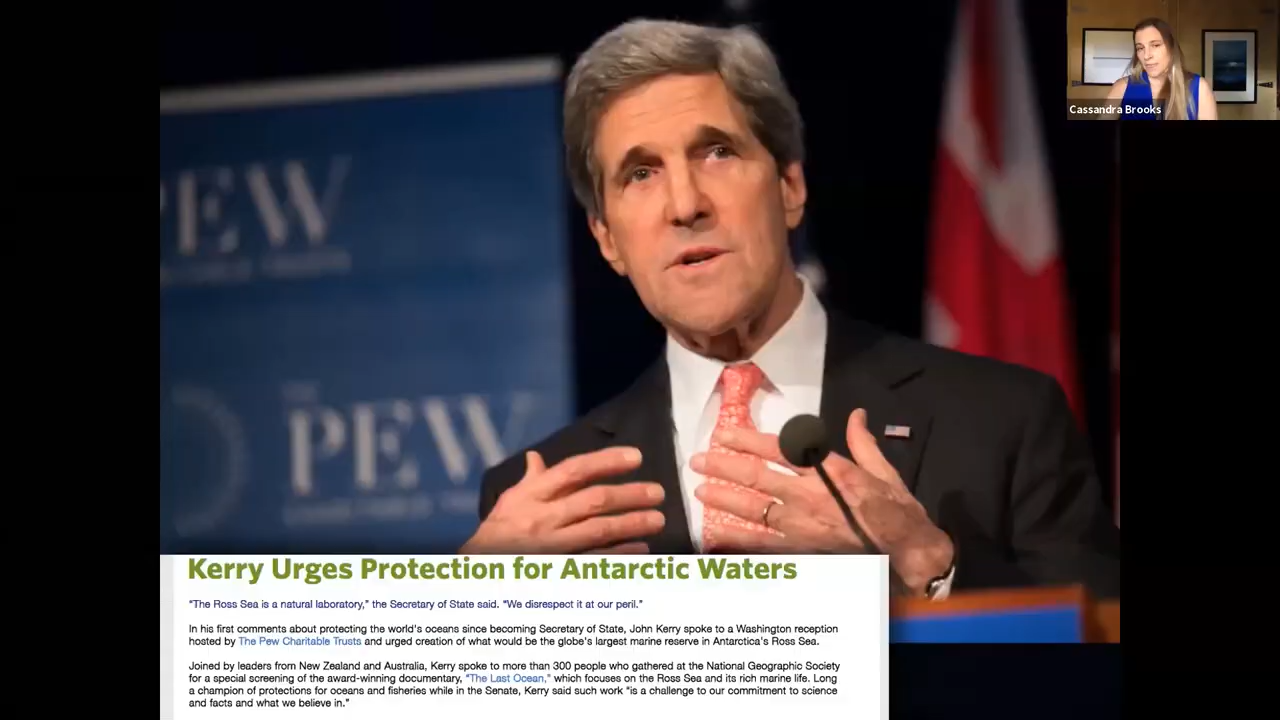 Cassandra Brooks
PEW
THE
PEW
Kerry Urges Protection for Antarctic Waters
"The Ross Sea is a natural laboratory," the Secretary of State said. "We disrespect it at our peril."
In his first comments about protecting the world's oceans since becoming Secretary of State, John Kerry spoke to a Washington reception
hosted by The Pew Charitable Trusts and urged creation of what would be the globe's largest marine reserve in Antarctica's Ross Sea.
Joined by leaders from New Zealand and Australia, Kerry spoke to more than 300 people who gathered at the National Geographic Society
for a special screening of the award-winning documentary, "The Last Ocean," which focuses on the Ross Sea and its rich marine life. Long
a champion of protections for oceans and fisheries while in the Senate, Kerry said such work "is a challenge to our commitment to science
and facts and what we believe in."